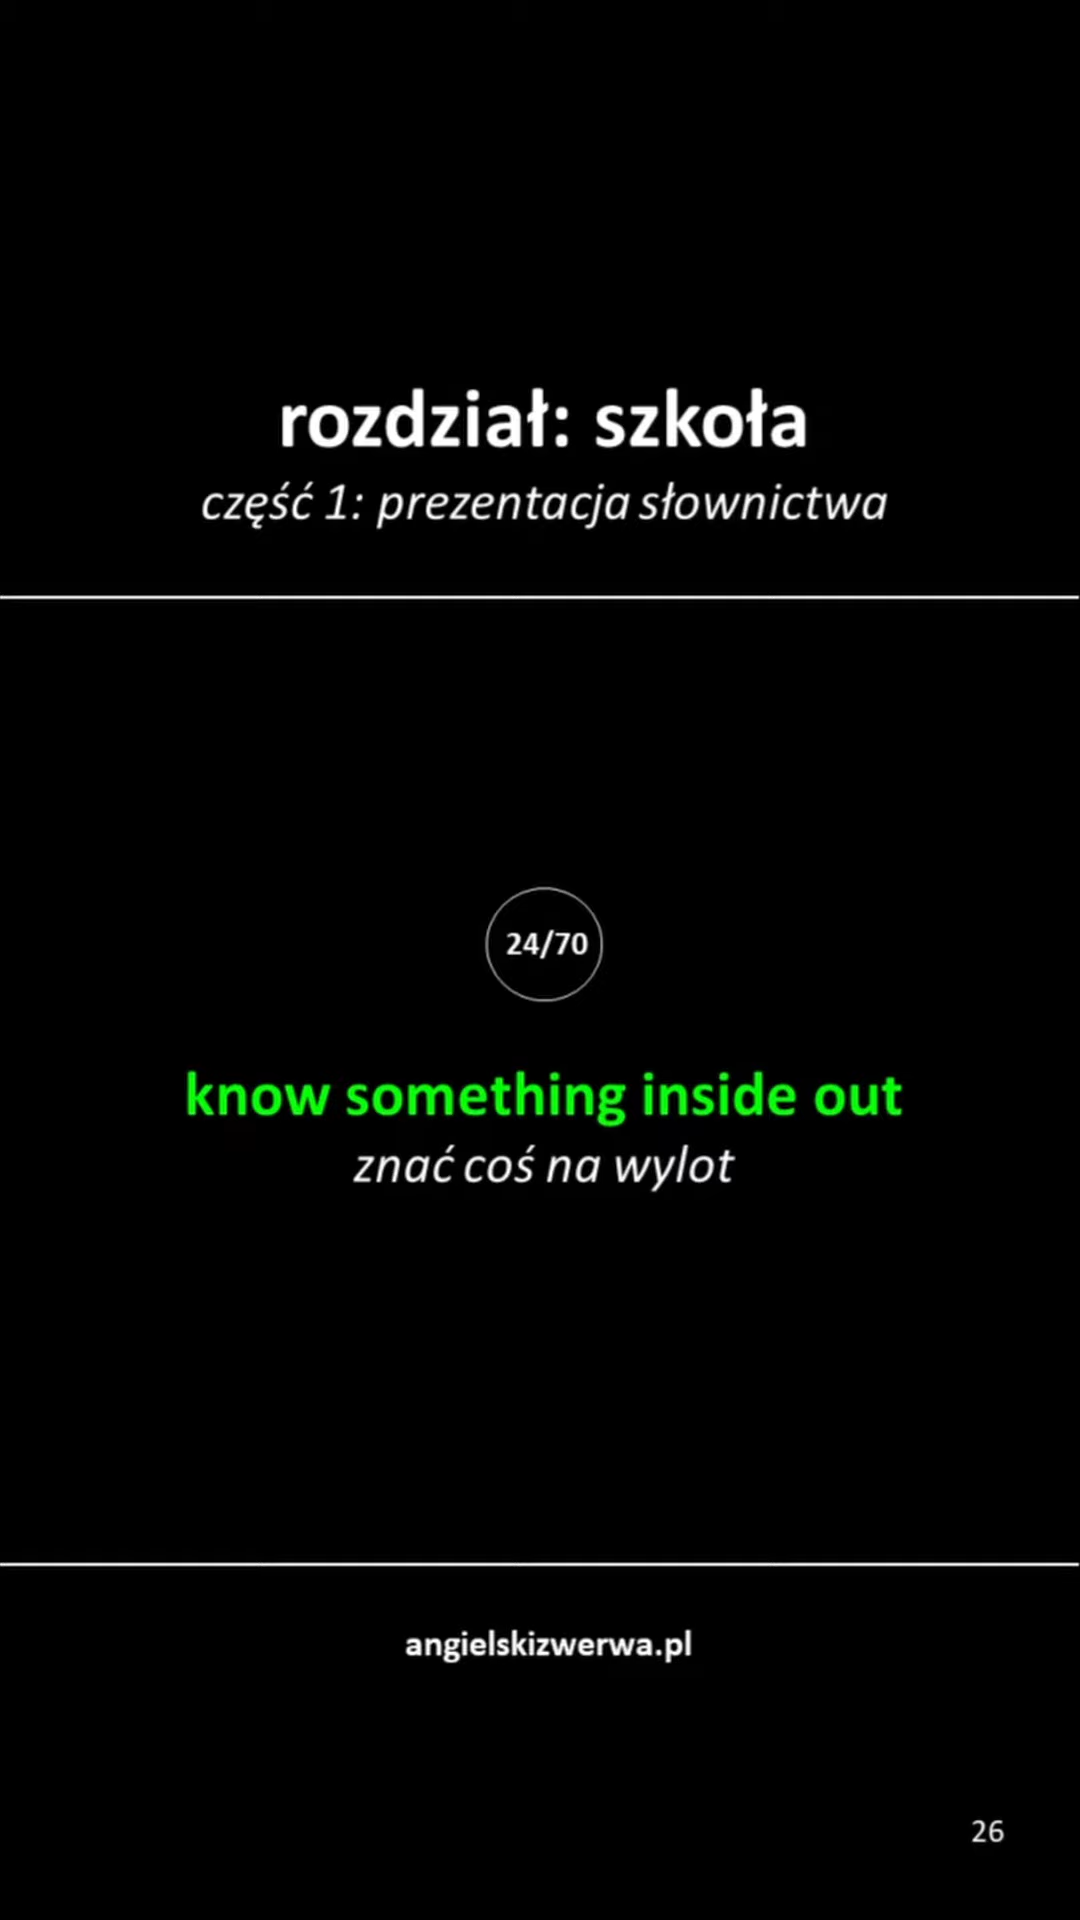 rozdział: szkoła
część 1: prezentacja słownictwa
24/70
know something inside out
znać coś na wylot
angielskizwerwa.pl
26